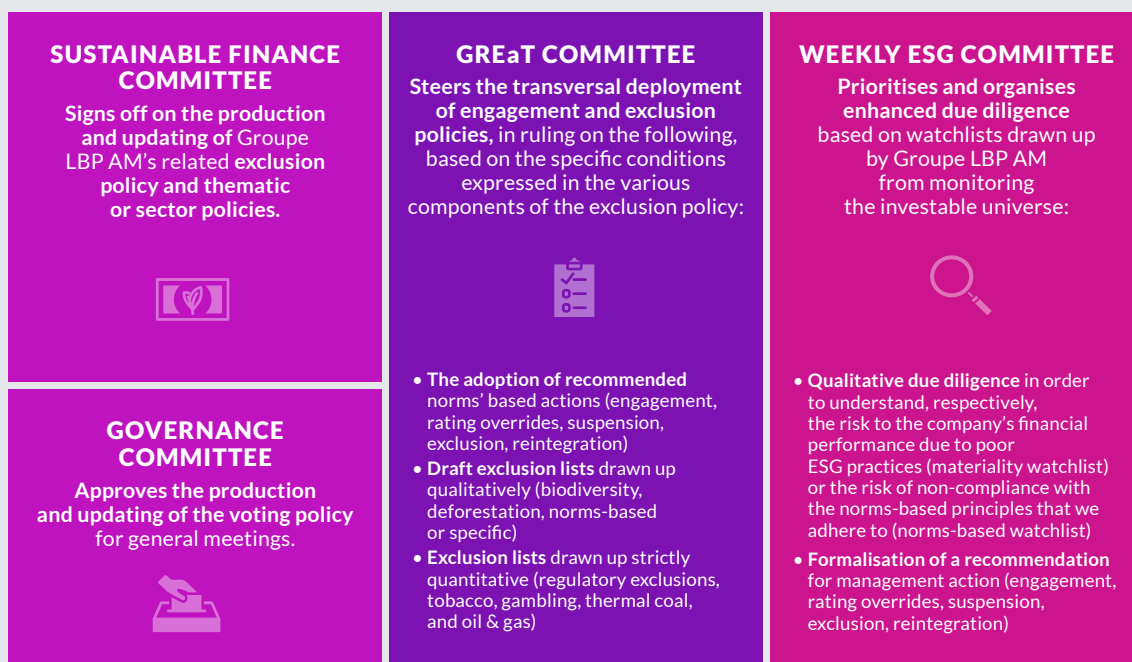 SUSTAINABLE FINANCE
COMMITTEE
Signs off on the production
and updating of Groupe
LBP AM's related exclusion
policy and thematic
or sector policies.
GOVERNANCE
COMMITTEE
Approves the production
and updating of the voting policy
for general meetings.
GREaT COMMITTEE
Steers the transversal deployment
of engagement and exclusion
policies, in ruling on the following,
based on the specific conditions
expressed in the various
components of the exclusion policy:
• The adoption of recommended
norms' based actions (engagement,
rating overrides, suspension,
exclusion, reintegration)
• Draft exclusion lists drawn up
qualitatively (biodiversity,
deforestation, norms-based
or specific)
• Exclusion lists drawn up strictly
quantitative (regulatory exclusions,
tobacco, gambling, thermal coal,
and oil & gas)
WEEKLY ESG COMMITTEE
Prioritises and organises
enhanced due diligence
based on watchlists drawn up
by Groupe LBP AM
from monitoring
the investable universe:
• Qualitative due diligence in order
to understand, respectively,
the risk to the company's financial
performance due to poor
ESG practices (materiality watchlist)
or the risk of non-compliance with
the norms-based principles that we
adhere to (norms-based watchlist)
• Formalisation of a recommendation
for management action (engagement,
rating overrides, suspension,
exclusion, reintegration)